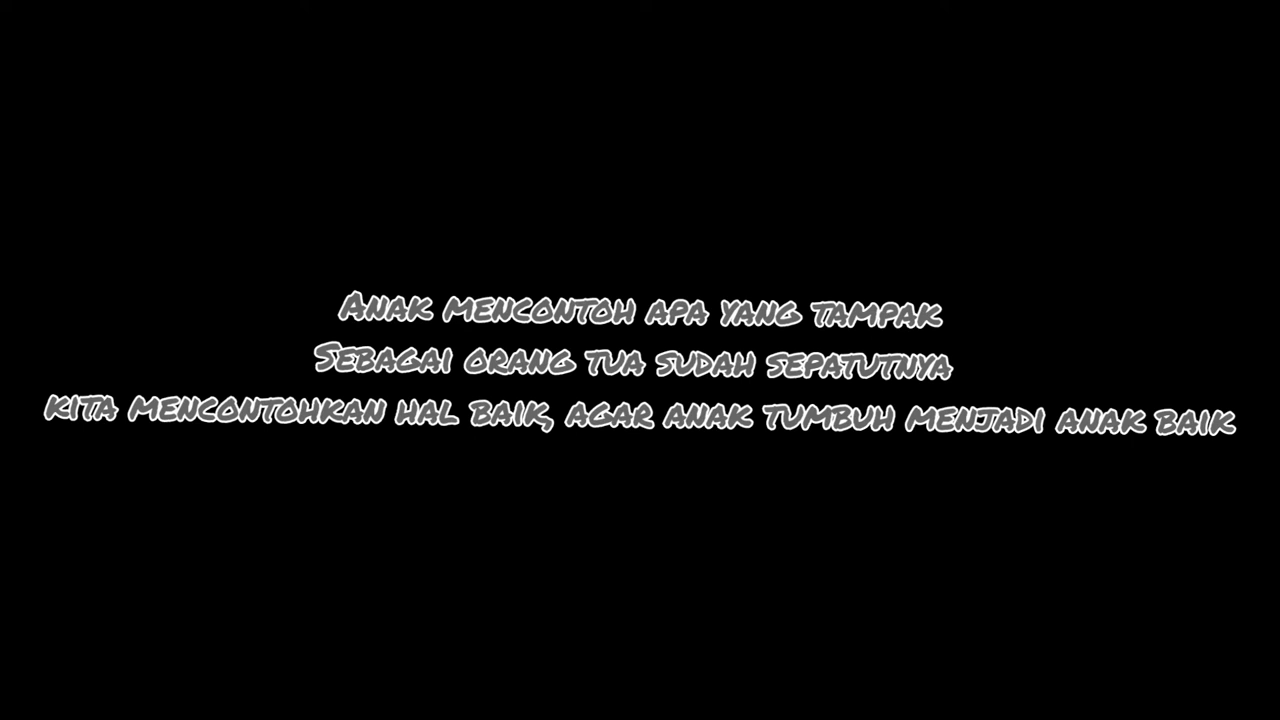 Anak mencontoh apa yang tampak
Sebagai orang tua sudah sepatutnya
kita mencontohkan hal baik, agar anak tumbuh menjadi anak baik